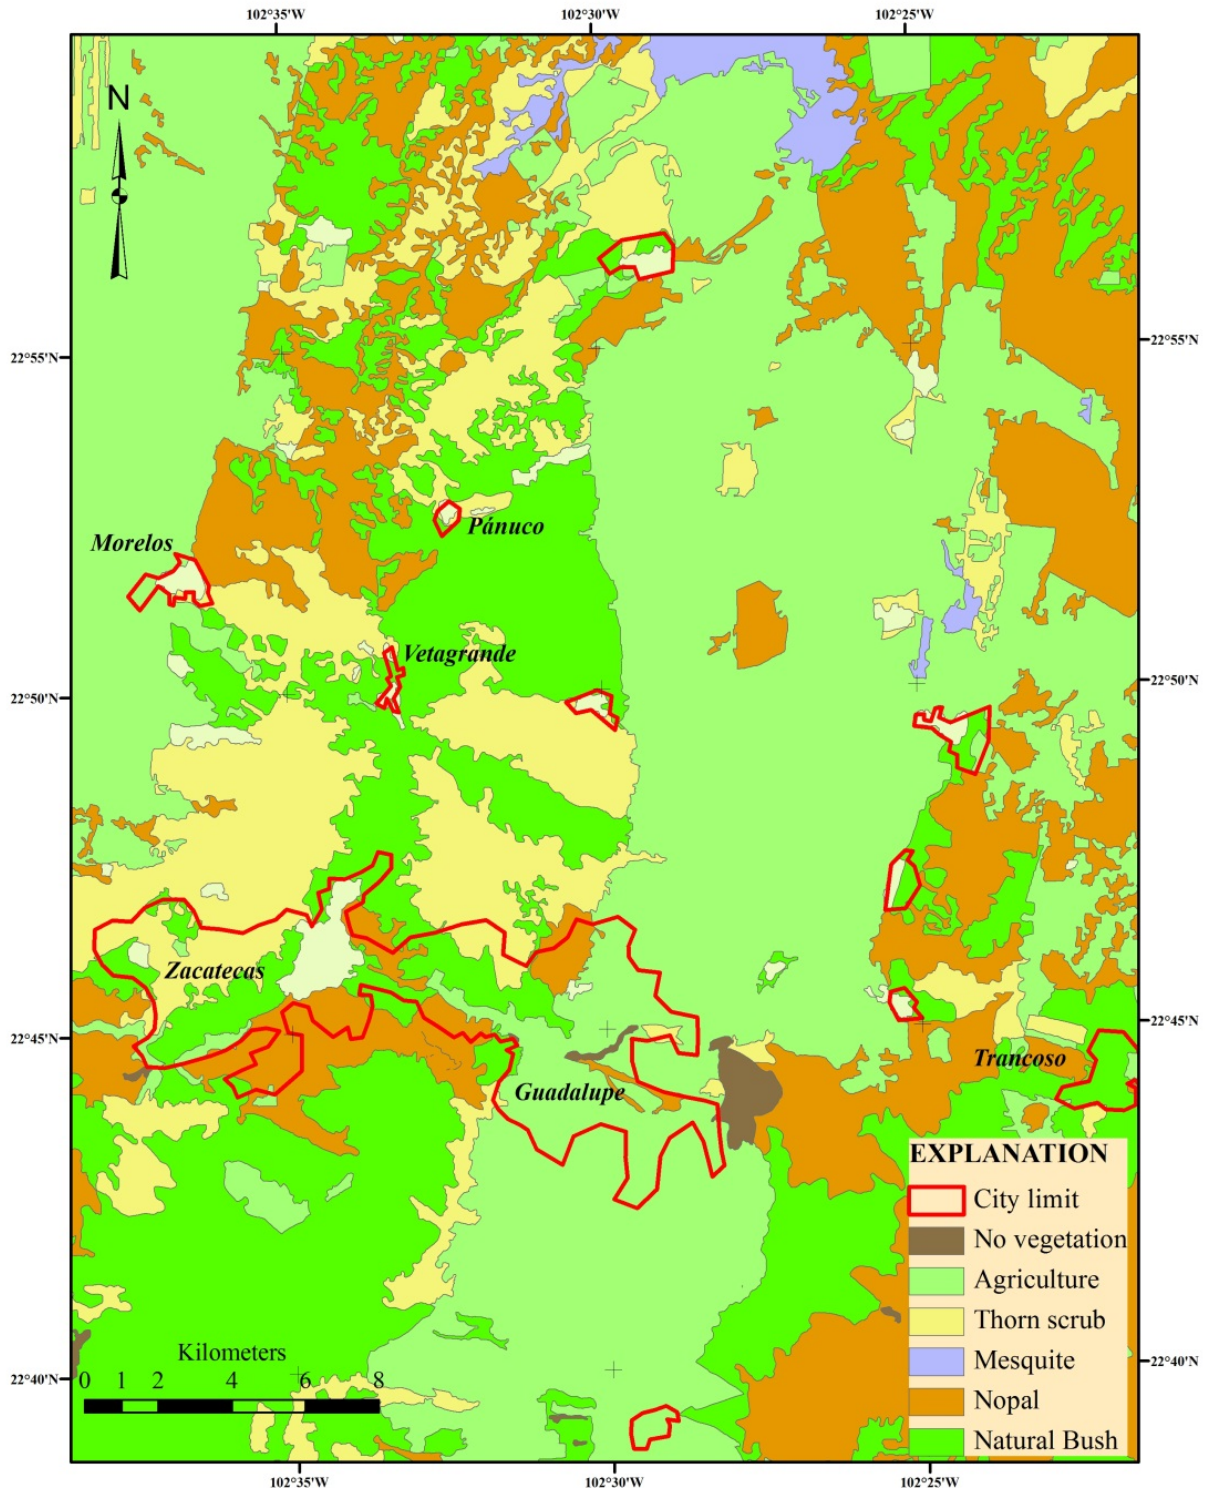 102°35'W 102°30'W 102°25'W
N
22°55'N 22°55'N
Pánuco
Morelos
Vetagrande
22°50'N 22°50'N
Zacatecas
22°45'N 22°45'N
Trancoso
Guadalupe
EXPLANATION
City limit
No vegetation
Agriculture
Thorn scrub
Mesquite
Nopal
Natural Bush
Kilometers
22°40'N 22°40'N
0 1 2 4 6 8
102°35'W 102°30'W 102°25'W